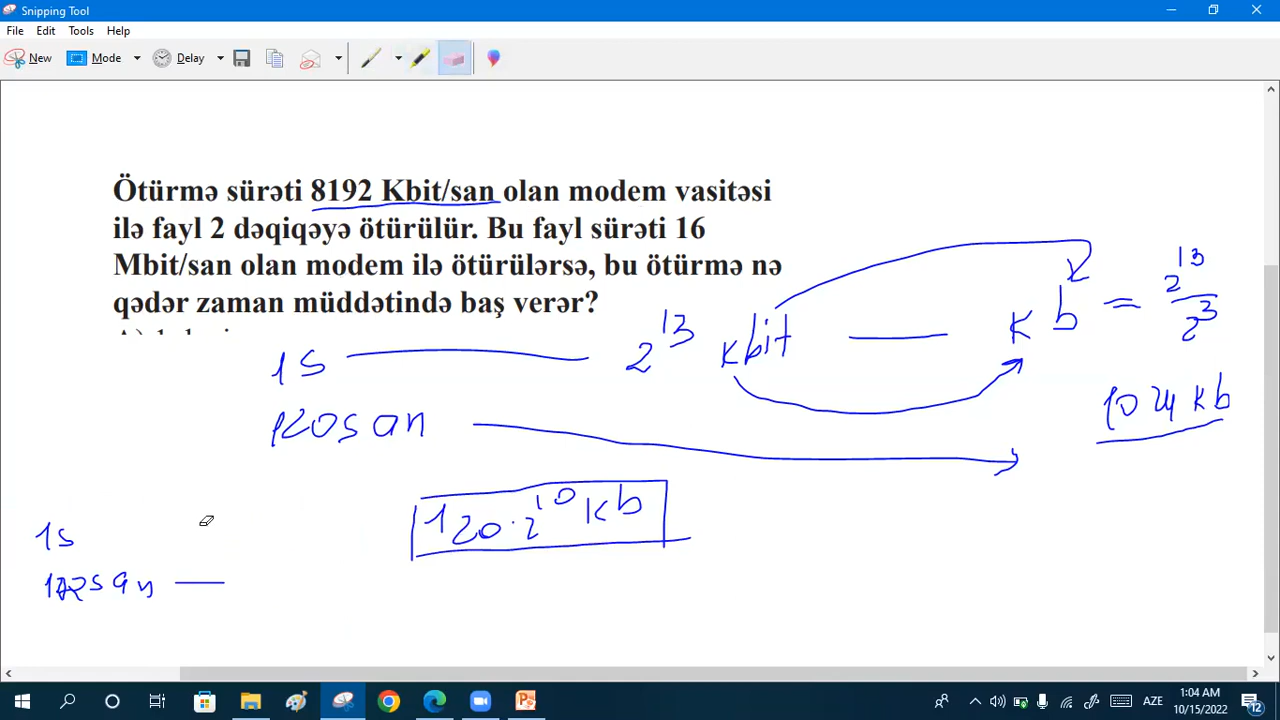 Snipping Tool
File Edit Tools Help
New Mode Delay
Ötürmə sürəti 8192 Kbit/san olan modem vasitəsi
ilə fayl 2 dəqiqəyə ötürülür. Bu fayl sürəti 16
Mbit/san olan modem ilə ötürülərsə, bu ötürmə nə
qədər zaman müddətində baş verər?
1s 2^13 kbit — K b = 2^13/2^3
1024 kb
120 san
120·2^10 kb
1s
AZE
1:04 AM
10/15/2022
12